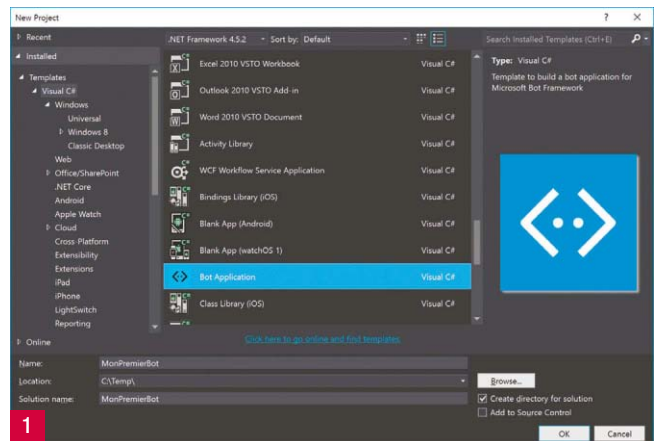 New Project
? ×
Recent
.NET Framework 4.5.2
Sort by: Default
Search Installed Templates (Ctrl+E)
Installed
Templates
Visual C#
Windows
Universal
Windows 8
Classic Desktop
Web
Office/SharePoint
.NET Core
Android
Apple Watch
Cloud
Cross-Platform
Extensibility
Extensions
iPad
iPhone
LightSwitch
Reporting
Online
Excel 2010 VSTO Workbook Visual C#
Outlook 2010 VSTO Add-in Visual C#
Word 2010 VSTO Document Visual C#
Activity Library Visual C#
WCF Workflow Service Application Visual C#
Bindings Library (iOS) Visual C#
Blank App (Android) Visual C#
Blank App (watchOS 1) Visual C#
Bot Application Visual C#
Class Library (iOS) Visual C#
Click here to go online and find templates.
Type: Visual C#
Template to build a bot application for
Microsoft Bot Framework
Name: MonPremierBot
Location: C:\Temp\
Solution name: MonPremierBot
Browse...
Create directory for solution
Add to Source Control
OK Cancel
1